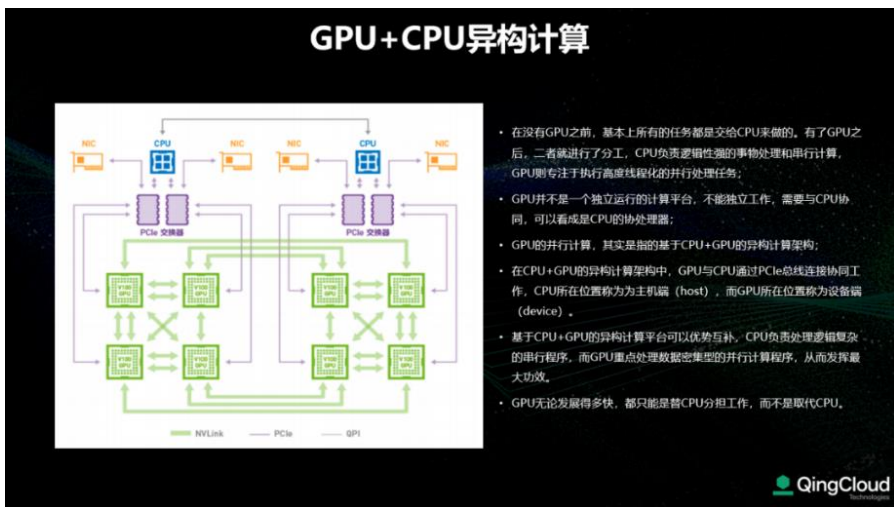 GPU+CPU异构计算
NIC
CPU
NIC
NIC
CPU
NIC
PCIe 交换器
PCIe 交换器
V100 GPU
V100 GPU
V100 GPU
V100 GPU
V100 GPU
V100 GPU
V100 GPU
V100 GPU
NVLink
PCIe
QPI
• 在没有GPU之前，基本上所有的任务都是交给CPU来做的。有了GPU之
后，二者就进行了分工，CPU负责逻辑性强的事物处理和串行计算，
GPU则专注于执行高度线程化的并行处理任务；
• GPU并不是一个独立运行的计算平台，不能独立工作，需要与CPU协
同，可以看成是CPU的协处理器；
• GPU的并行计算，其实是指的基于CPU+GPU的异构计算架构；
• 在CPU+GPU的异构计算架构中，GPU与CPU通过PCIe总线连接协同工
作，CPU所在位置称为为主机端（host），而GPU所在位置称为设备端
（device）。
• 基于CPU+GPU的异构计算平台可以优势互补，CPU负责处理逻辑复杂
的串行程序，而GPU重点处理数据密集型的并行计算程序，从而发挥最
大功效。
• GPU无论发展得多快，都只能是替CPU分担工作，而不是取代CPU。
QingCloud
Technologies